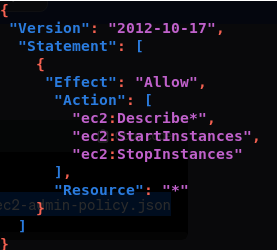 {
"Version": "2012-10-17",
"Statement": [
{
"Effect": "Allow",
"Action": [
"ec2:Describe*",
"ec2:StartInstances",
"ec2:StopInstances"
],
"Resource": "*"
ec2-admin-policy.json
}
]
}